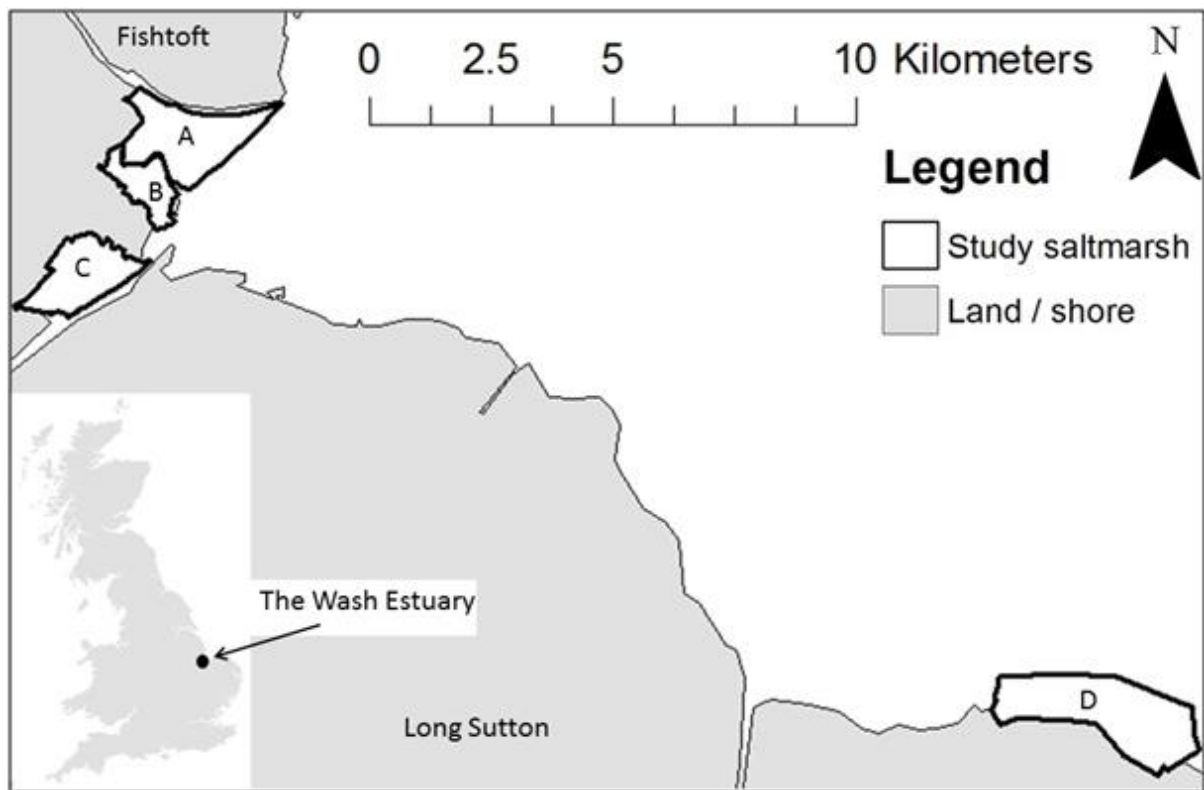 Fishtoft
0 2.5 5 10 Kilometers
N
A
B
C
Legend
Study saltmarsh
Land / shore
The Wash Estuary
Long Sutton
D